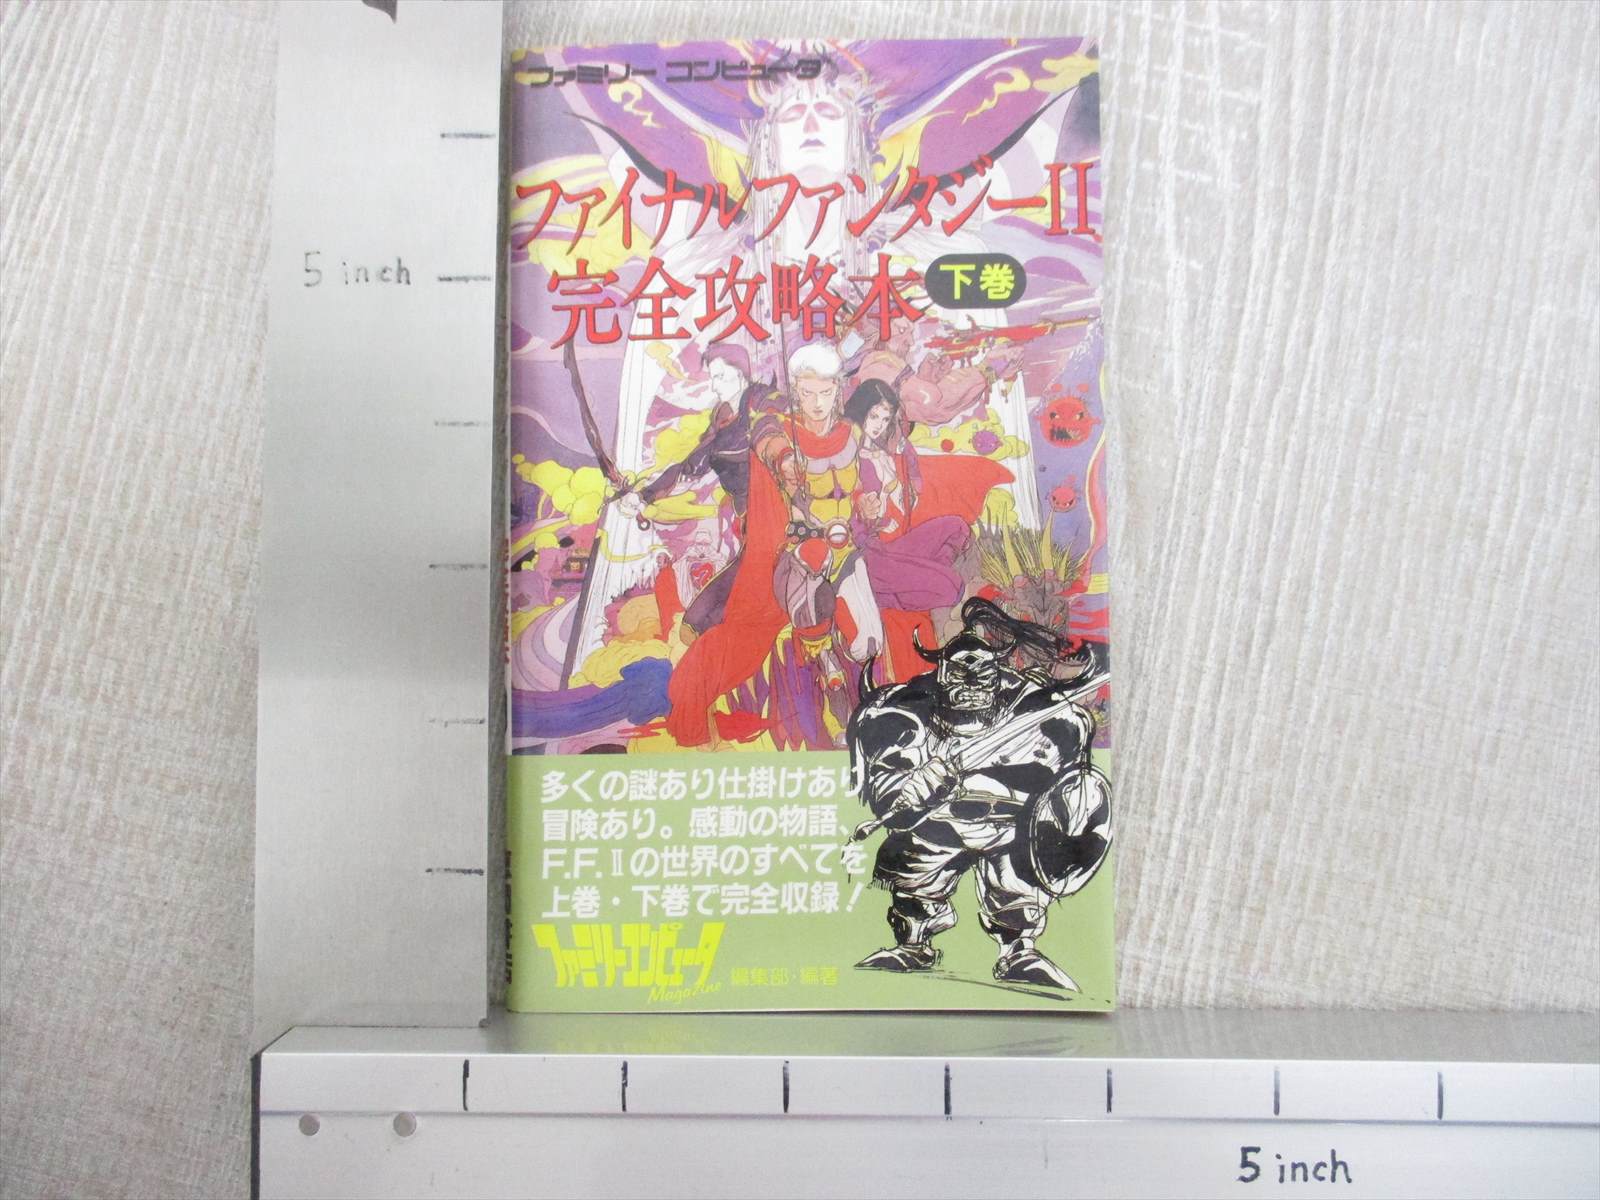 ファミリー コンピュータ
ファイナルファンタジーII
完全攻略本 下巻
5 inch
多くの謎あり仕掛けあり
冒険あり。感動の物語、
F.F.Ⅱの世界のすべてを
上巻・下巻で完全収録!
ファミリーコンピュータ
Magazine 編集部・編著
5 inch